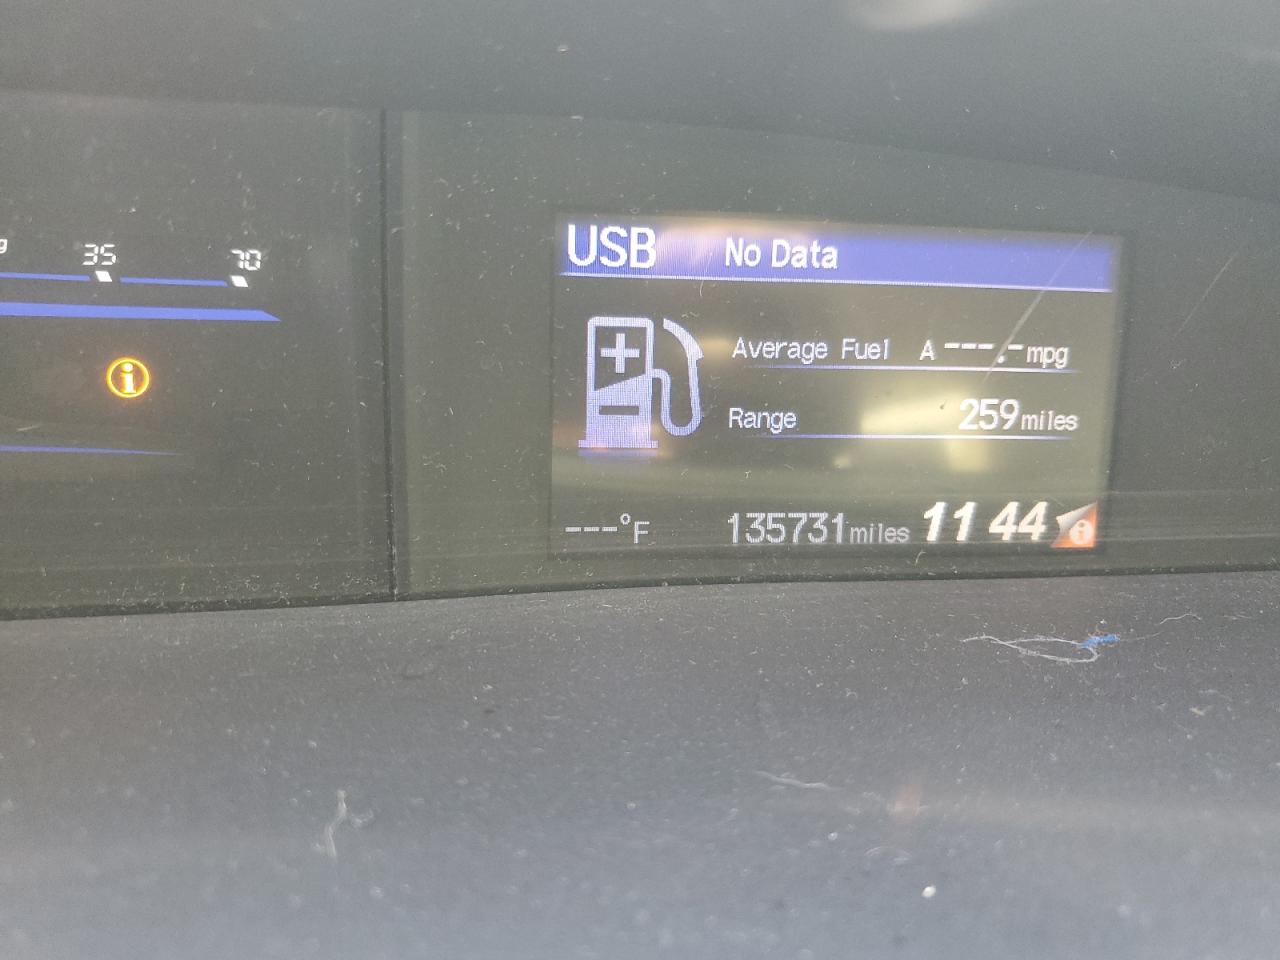 35 70
USB No Data
Average Fuel A ---.- mpg
Range 259 miles
---°F 135731 miles 11 44